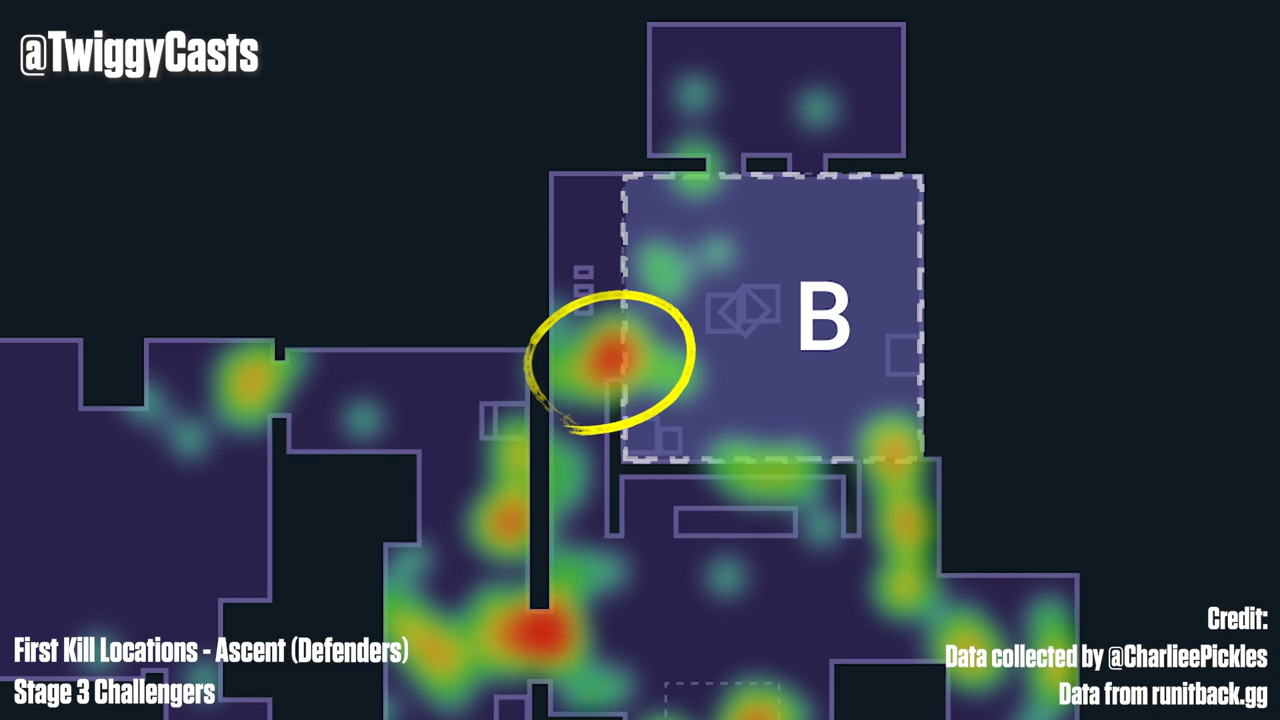 @TwiggyCasts
B
First Kill Locations - Ascent (Defenders)
Stage 3 Challengers
Credit:
Data collected by @CharlieePickles
Data from runitback.gg